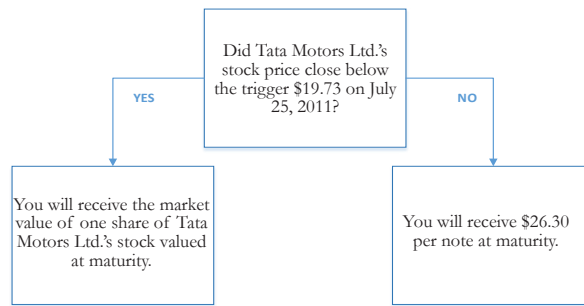 Did Tata Motors Ltd.'s
stock price close below
the trigger $19.73 on July
25, 2011?
YES
NO
You will receive the market
value of one share of Tata
Motors Ltd.'s stock valued
at maturity.
You will receive $26.30
per note at maturity.